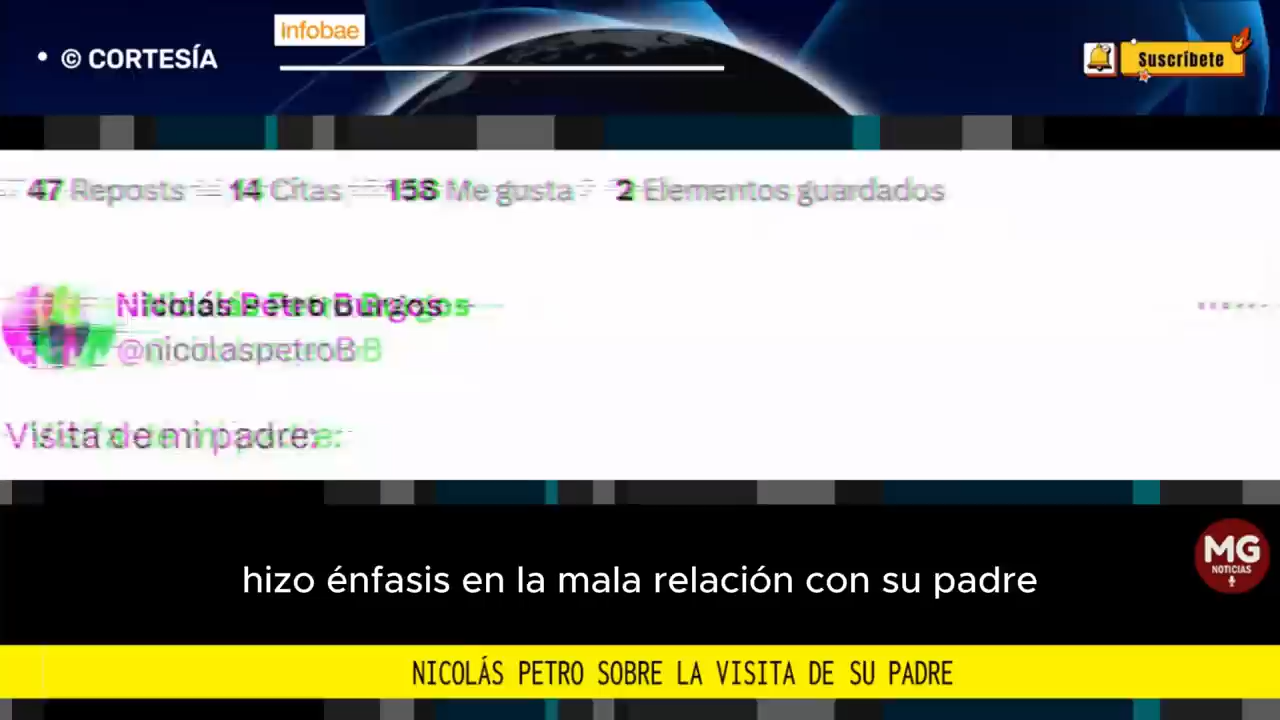 infobae
© CORTESÍA
Suscríbete
47 Reposts 14 Citas 158 Me gusta 2 Elementos guardados
Nicolás Petro Burgos
@nicolaspetroB
Visita de mi padre:
hizo énfasis en la mala relación con su padre
MG
NOTICIAS
NICOLÁS PETRO SOBRE LA VISITA DE SU PADRE